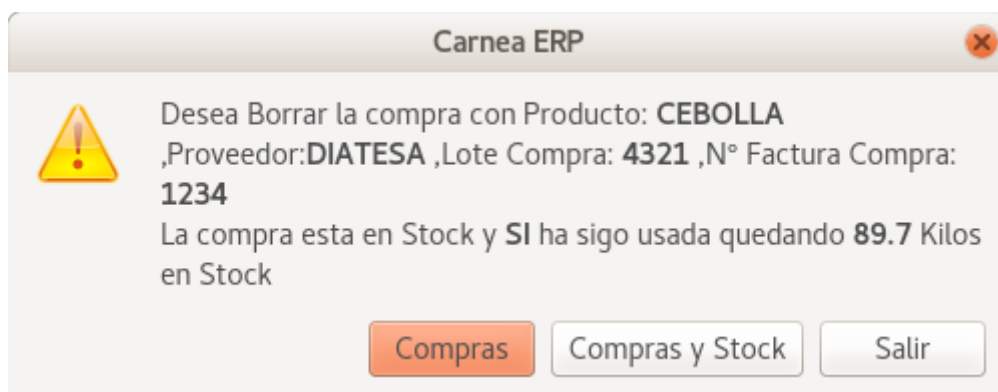 Carnea ERP
Desea Borrar la compra con Producto: CEBOLLA
,Proveedor:DIATESA ,Lote Compra: 4321 ,Nº Factura Compra:
1234
La compra esta en Stock y SI ha sigo usada quedando 89.7 Kilos
en Stock
Compras Compras y Stock Salir